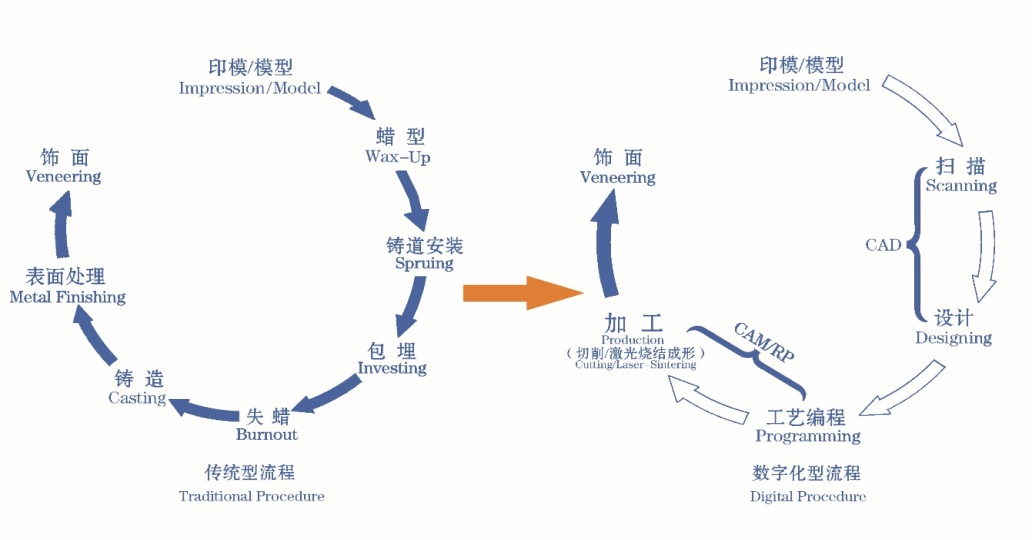 印模/模型
Impression/Model
蜡 型
Wax-Up
铸道安装
Spruing
包 埋
Investing
失 蜡
Burnout
铸 造
Casting
表面处理
Metal Finishing
饰 面
Veneering
传统型流程
Traditional Procedure
印模/模型
Impression/Model
扫 描
Scanning
CAD
设计
Designing
工艺编程
Programming
CAM/RP
加 工
Production
(切削/激光烧结成形)
Cutting/Laser-Sintering
饰 面
Veneering
数字化型流程
Digital Procedure